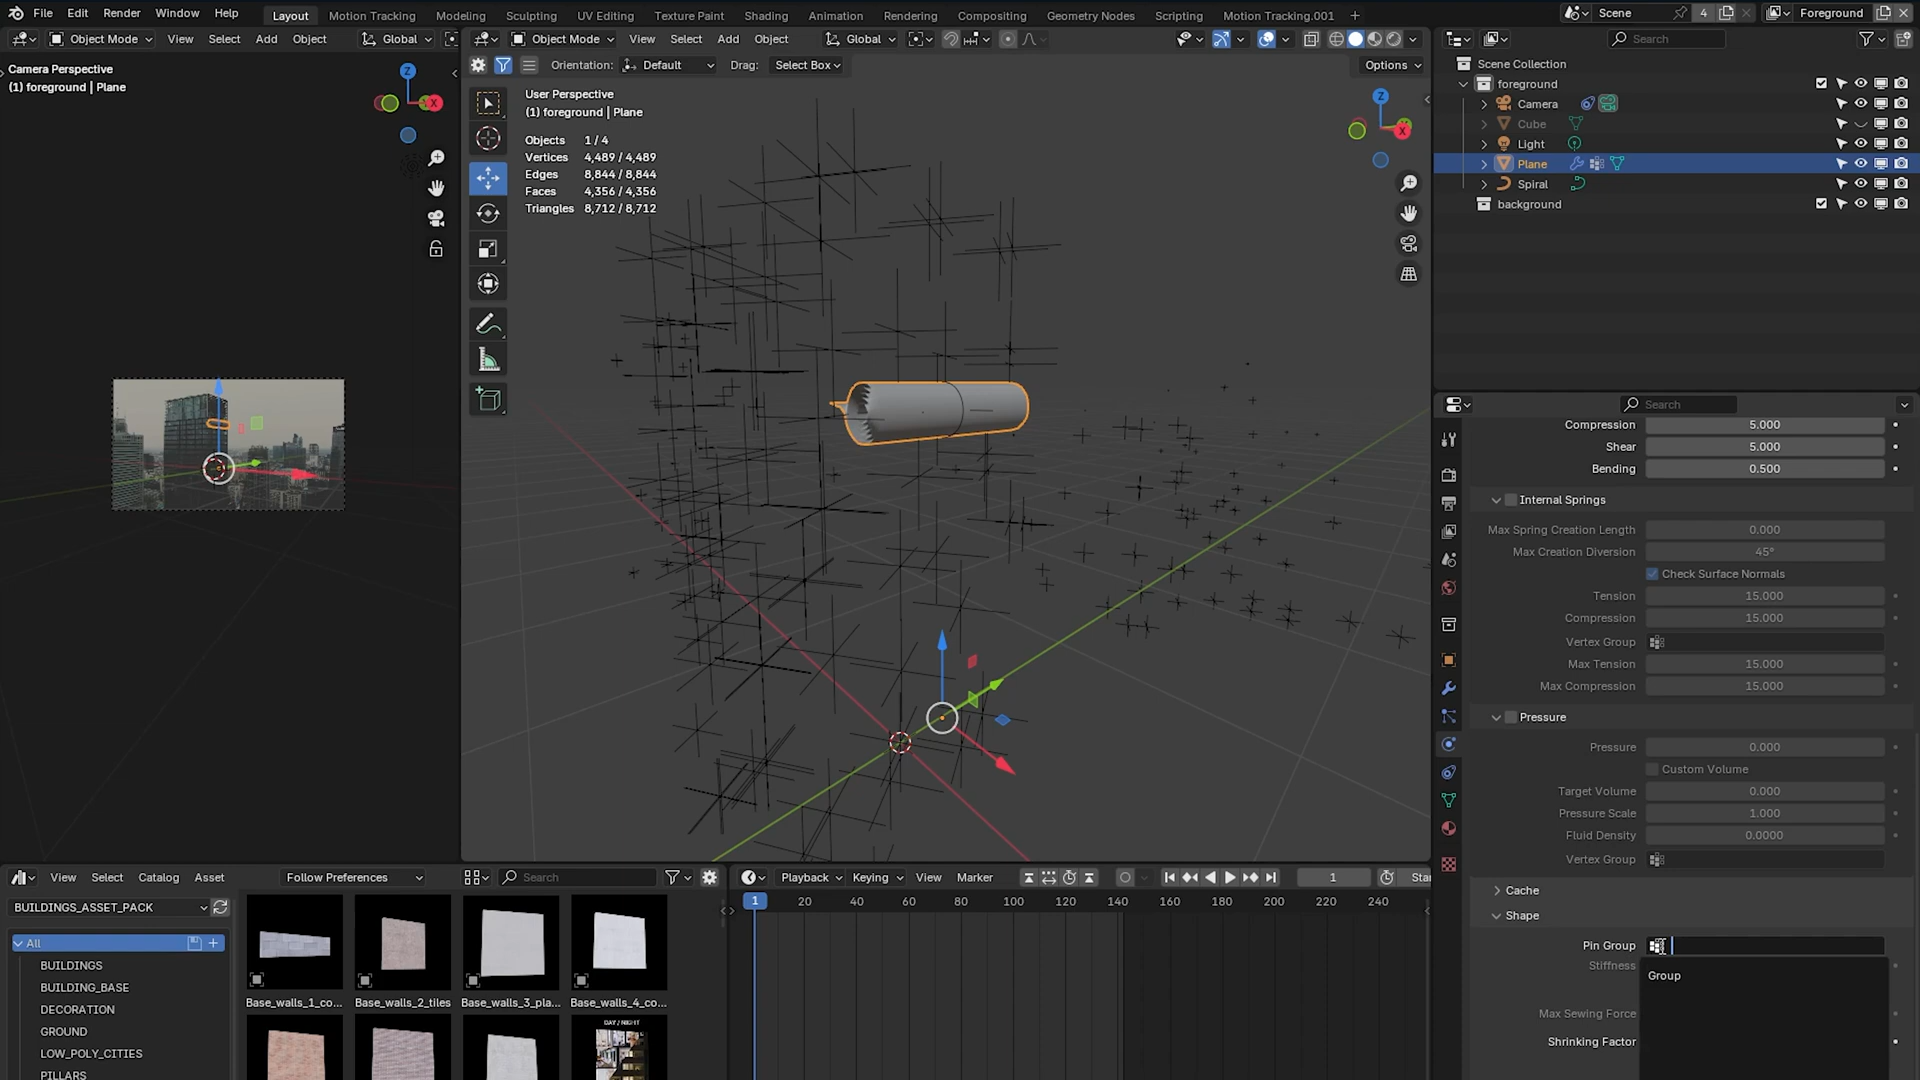 File Edit Render Window Help Layout Motion Tracking Modeling Sculpting UV Editing Texture Paint Shading Animation Rendering Compositing Geometry Nodes Scripting Motion Tracking.001 + Scene 4 Foreground
Object Mode View Select Add Object Global Object Mode View Select Add Object Global Search
Orientation: Default Drag: Select Box Options
Camera Perspective
(1) foreground | Plane
User Perspective
(1) foreground | Plane
Objects 1 / 4
Vertices 4,489 / 4,489
Edges 8,844 / 8,844
Faces 4,356 / 4,356
Triangles 8,712 / 8,712
Z
X
Z
X
Scene Collection
foreground
Camera
Cube
Light
Plane
Spiral
background
Search
Compression 5.000
Shear 5.000
Bending 0.500
Internal Springs
Max Spring Creation Length 0.000
Max Creation Diversion 45°
Check Surface Normals
Tension 15.000
Compression 15.000
Vertex Group
Max Tension 15.000
Max Compression 15.000
Pressure
Pressure 0.000
Custom Volume
Target Volume 0.000
Pressure Scale 1.000
Fluid Density 0.0000
Vertex Group
Cache
Shape
Pin Group
Stiffness
Group
Max Sewing Force
Shrinking Factor
View Select Catalog Asset Follow Preferences Search
BUILDINGS_ASSET_PACK
All
BUILDINGS
BUILDING_BASE
DECORATION
GROUND
LOW_POLY_CITIES
PILLARS
Base_walls_1_co... Base_walls_2_tiles Base_walls_3_pla... Base_walls_4_co...
DAY / NIGHT
Playback Keying View Marker 1 Star
1 20 40 60 80 100 120 140 160 180 200 220 240